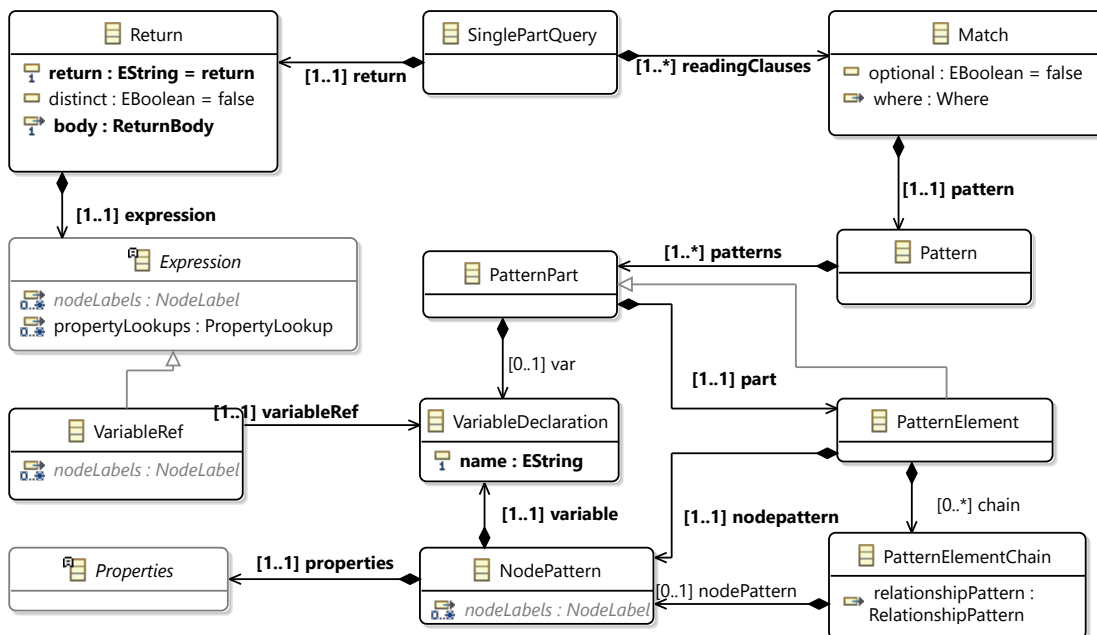 Return
return : EString = return
distinct : EBoolean = false
body : ReturnBody
[1..1] return
SinglePartQuery
[1..*] readingClauses
Match
optional : EBoolean = false
where : Where
[1..1] pattern
[1..1] expression
Expression
nodeLabels : NodeLabel
propertyLookups : PropertyLookup
PatternPart
[1..*] patterns
Pattern
[0..1] var
[1..1] part
VariableRef
nodeLabels : NodeLabel
[1..1] variableRef
VariableDeclaration
name : EString
PatternElement
[1..1] variable
[1..1] nodepattern
[0..*] chain
Properties
[1..1] properties
NodePattern
nodeLabels : NodeLabel
[0..1] nodePattern
PatternElementChain
relationshipPattern :
RelationshipPattern